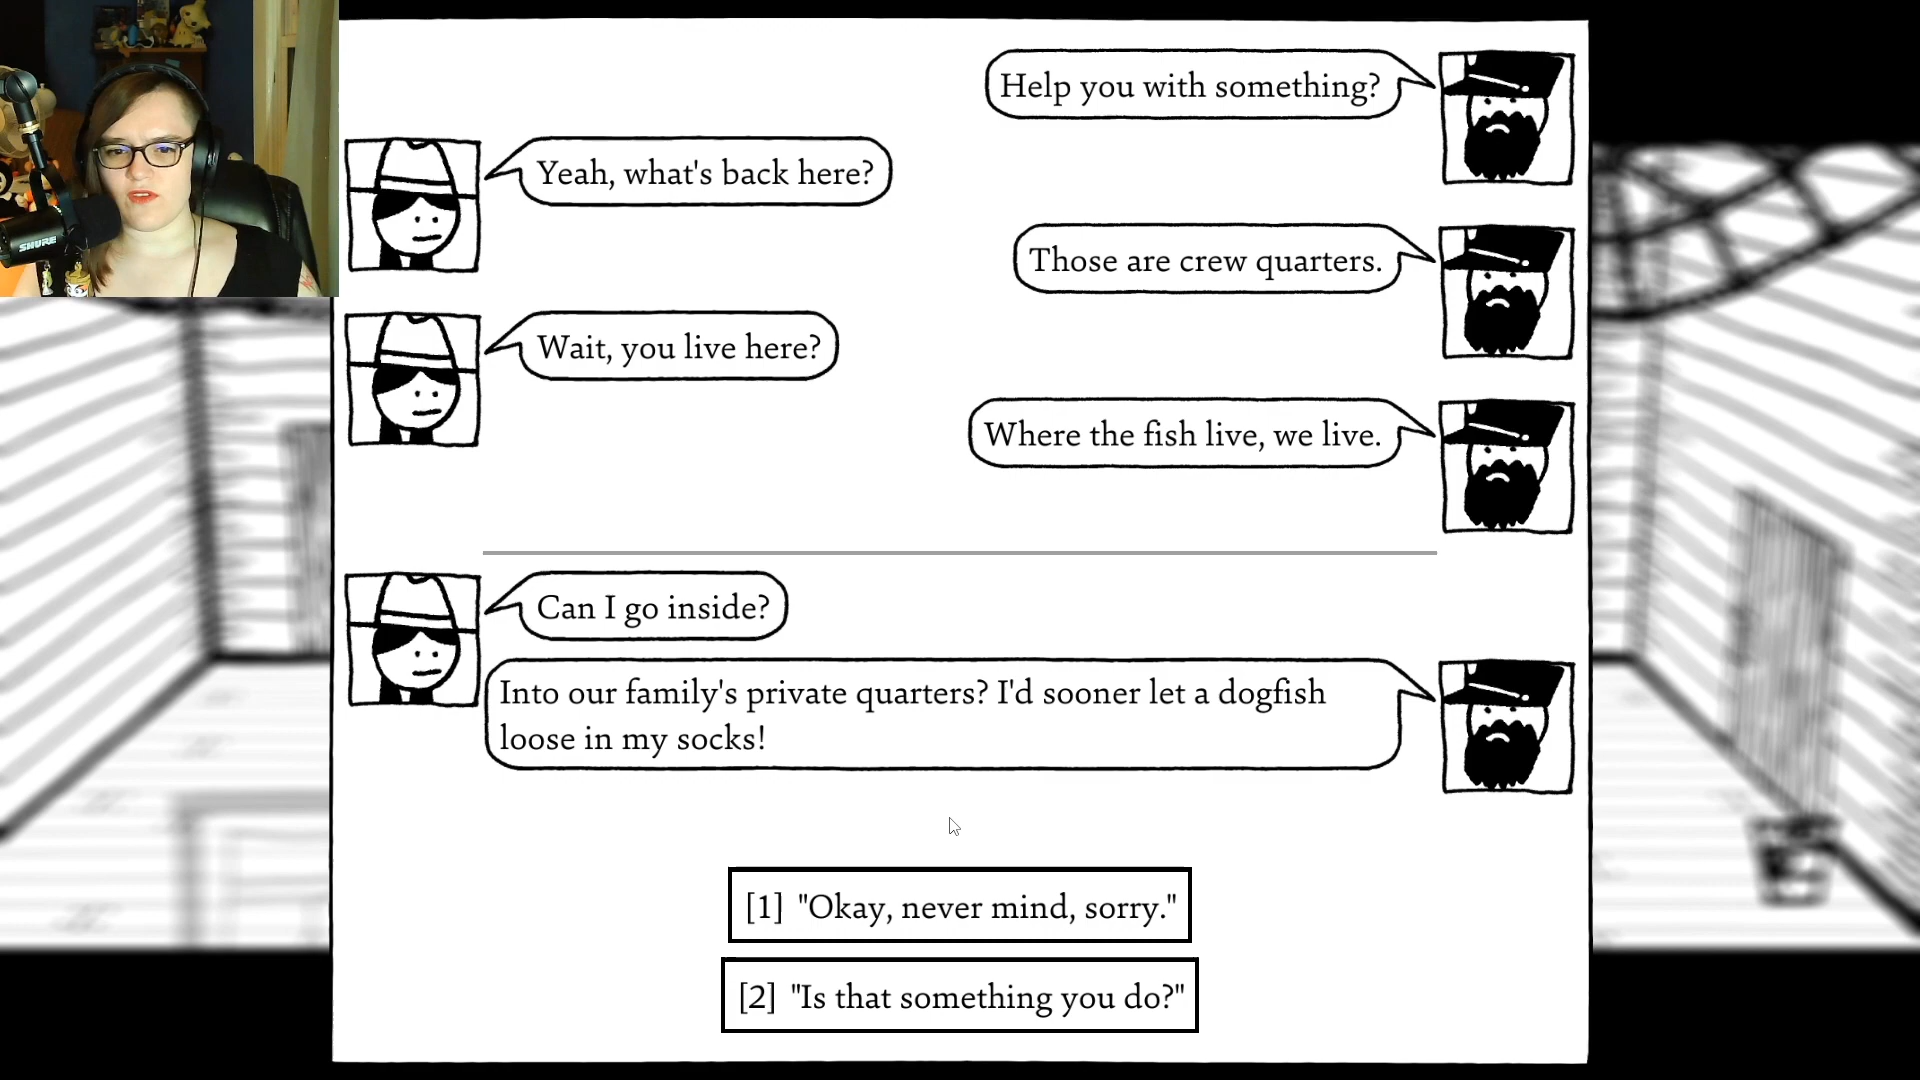 Help you with something?
Yeah, what's back here?
Those are crew quarters.
Wait, you live here?
Where the fish live, we live.
Can I go inside?
Into our family's private quarters? I'd sooner let a dogfish
loose in my socks!
[1] "Okay, never mind, sorry."
[2] "Is that something you do?"
SHURE